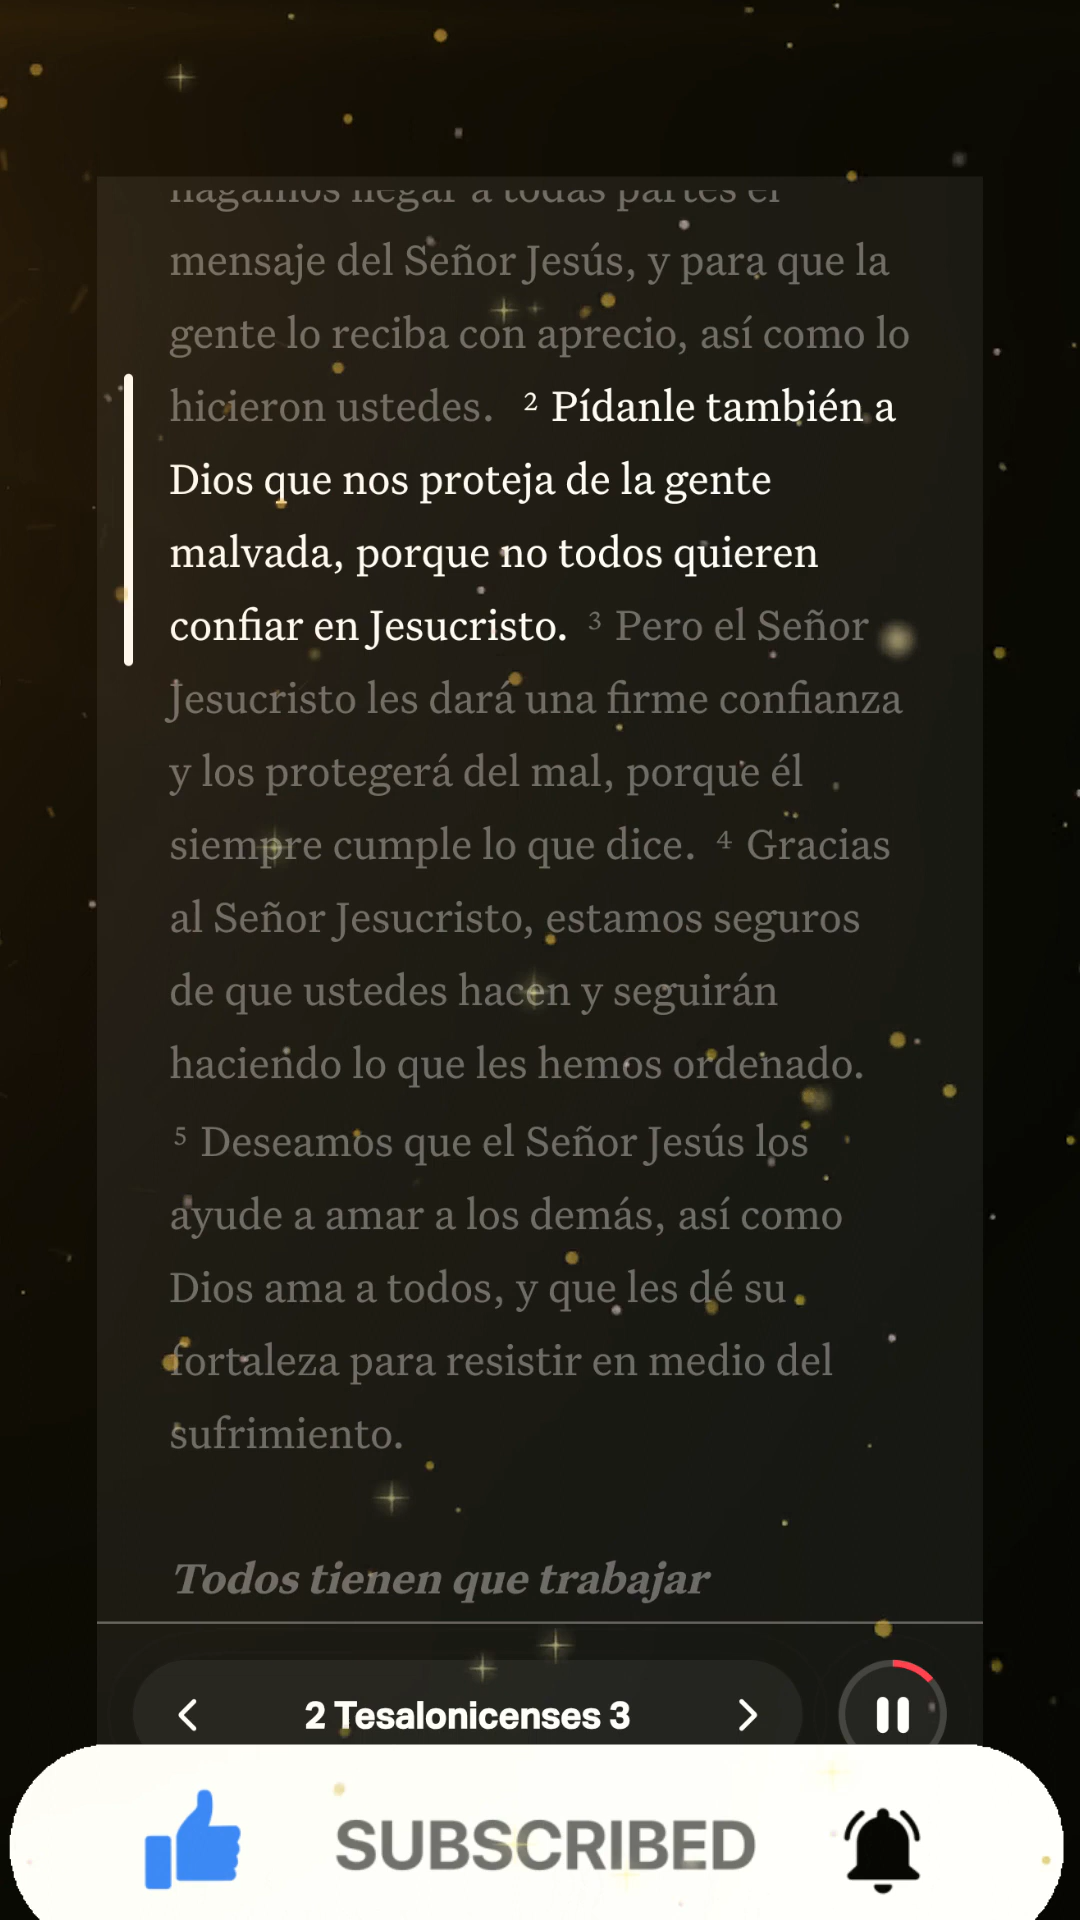 hagamos llegar a todas partes el
mensaje del Señor Jesús, y para que la
gente lo reciba con aprecio, así como lo
hicieron ustedes. 2 Pídanle también a
Dios que nos proteja de la gente
malvada, porque no todos quieren
confiar en Jesucristo. 3 Pero el Señor
Jesucristo les dará una firme confianza
y los protegerá del mal, porque él
siempre cumple lo que dice. 4 Gracias
al Señor Jesucristo, estamos seguros
de que ustedes hacen y seguirán
haciendo lo que les hemos ordenado.
5 Deseamos que el Señor Jesús los
ayude a amar a los demás, así como
Dios ama a todos, y que les dé su
fortaleza para resistir en medio del
sufrimiento.
Todos tienen que trabajar
2 Tesalonicenses 3
SUBSCRIBED